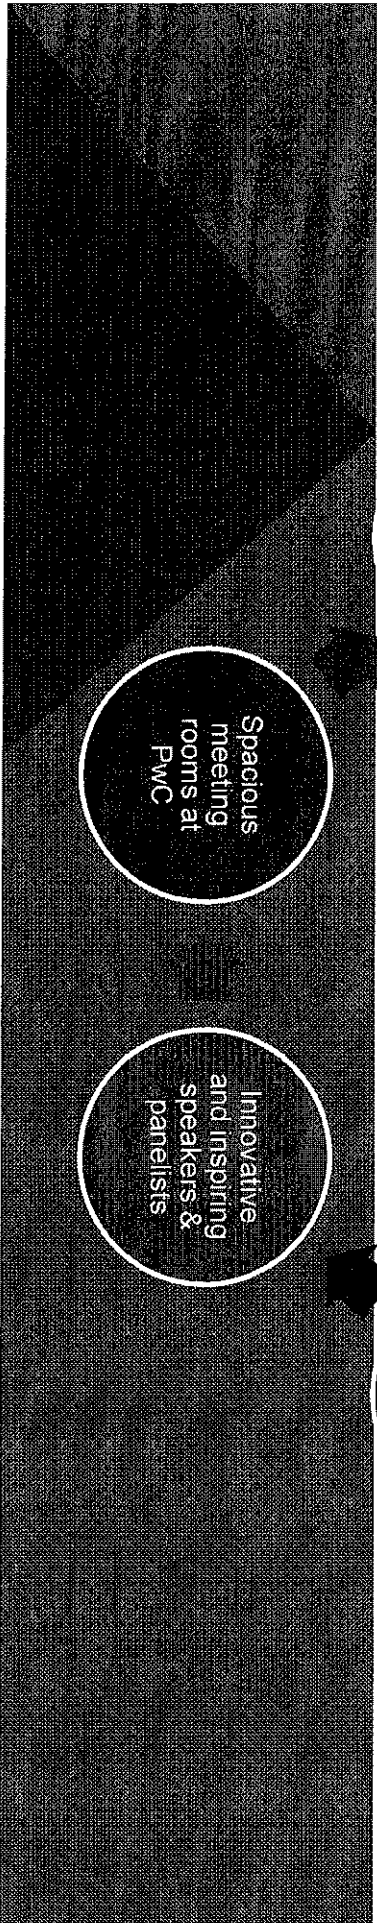 Spacious
meeting
rooms at
PwC
Innovative
and inspiring
speakers &
panelists